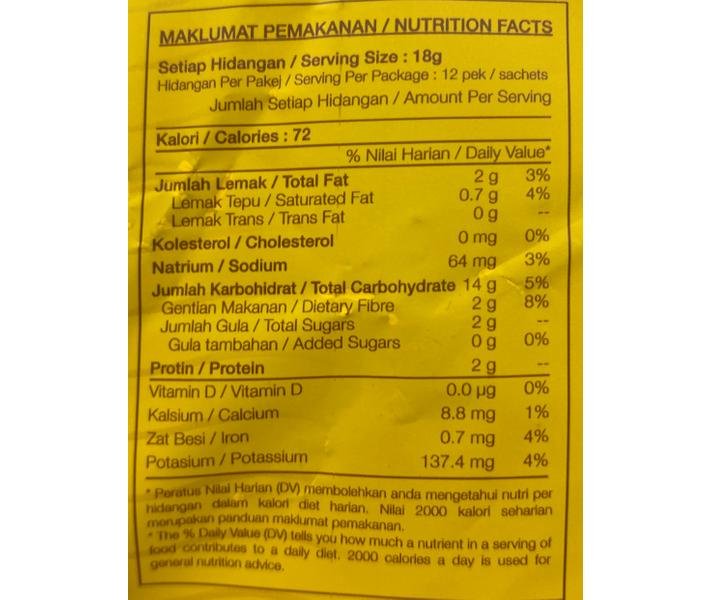 MAKLUMAT PEMAKANAN / NUTRITION FACTS
Setiap Hidangan / Serving Size : 18g
Hidangan Per Pakej / Serving Per Package : 12 pek / sachets
Jumlah Setiap Hidangan / Amount Per Serving
Kalori / Calories : 72
% Nilai Harian / Daily Value*
Jumlah Lemak / Total Fat 2 g 3%
Lemak Tepu / Saturated Fat 0.7 g 4%
Lemak Trans / Trans Fat 0 g --
Kolesterol / Cholesterol 0 mg 0%
Natrium / Sodium 64 mg 3%
Jumlah Karbohidrat / Total Carbohydrate 14 g 5%
Gentian Makanan / Dietary Fibre 2 g 8%
Jumlah Gula / Total Sugars 2 g --
Gula tambahan / Added Sugars 0 g 0%
Protin / Protein 2 g --
Vitamin D / Vitamin D 0.0 µg 0%
Kalsium / Calcium 8.8 mg 1%
Zat Besi / Iron 0.7 mg 4%
Potasium / Potassium 137.4 mg 4%
* Peratus Nilai Harian (DV) membolehkan anda mengetahui nutri per
hidangan dalam kalori diet harian. Nilai 2000 kalori seharian
merupakan panduan maklumat pemakanan.
* The % Daily Value (DV) tells you how much a nutrient in a serving of
food contributes to a daily diet. 2000 calories a day is used for
general nutrition advice.